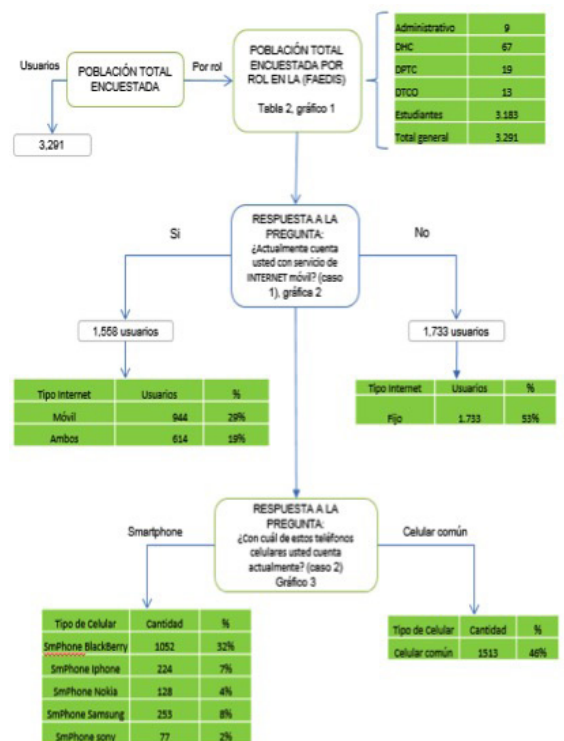 Usuarios
POBLACIÓN TOTAL
ENCUESTADA
3,291
Por rol
POBLACIÓN TOTAL
ENCUESTADA POR
ROL EN LA (FAEDIS)
Tabla 2, gráfico 1
Administrativo 9
DHC 67
DPTC 19
DTCO 13
Estudiantes 3.183
Total general 3.291
RESPUESTA A LA
PREGUNTA:
¿Actualmente cuenta
usted con servicio de
INTERNET móvil? (caso
1), gráfica 2
Si
No
1,558 usuarios
1,733 usuarios
Tipo Internet Usuarios %
Móvil 944 29%
Ambos 614 19%
Tipo Internet Usuarios %
Fijo 1.733 53%
RESPUESTA A LA
PREGUNTA:
¿Con cuál de estos teléfonos
celulares usted cuenta
actualmente? (caso 2)
Gráfico 3
Smartphone
Celular común
Tipo de Celular Cantidad %
SmPhone BlackBerry 1052 32%
SmPhone Iphone 224 7%
SmPhone Nokia 128 4%
SmPhone Samsung 253 8%
SmPhone sony 77 2%
Tipo de Celular Cantidad %
Celular común 1513 46%